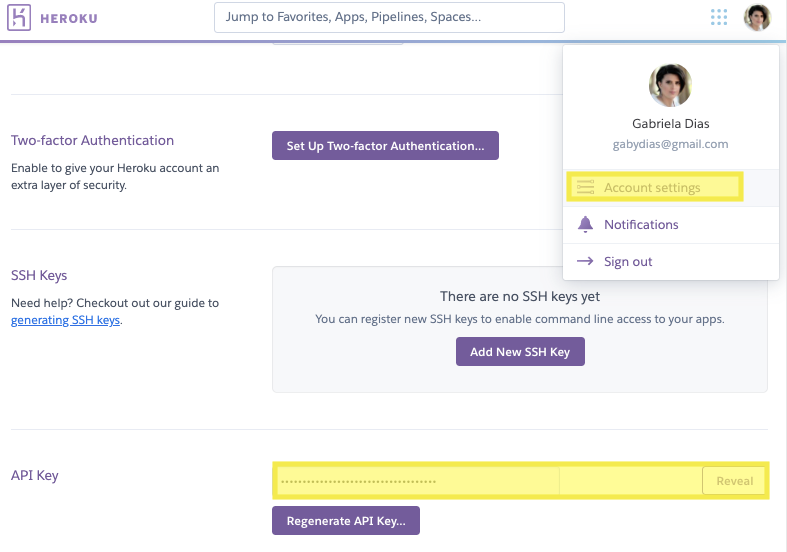 HEROKU
Jump to Favorites, Apps, Pipelines, Spaces...
Gabriela Dias
gabydias@gmail.com
Account settings
Notifications
Sign out
Two-factor Authentication
Enable to give your Heroku account an
extra layer of security.
Set Up Two-factor Authentication...
SSH Keys
Need help? Checkout out our guide to
generating SSH keys.
There are no SSH keys yet
You can register new SSH keys to enable command line access to your apps.
Add New SSH Key
API Key
Reveal
Regenerate API Key...